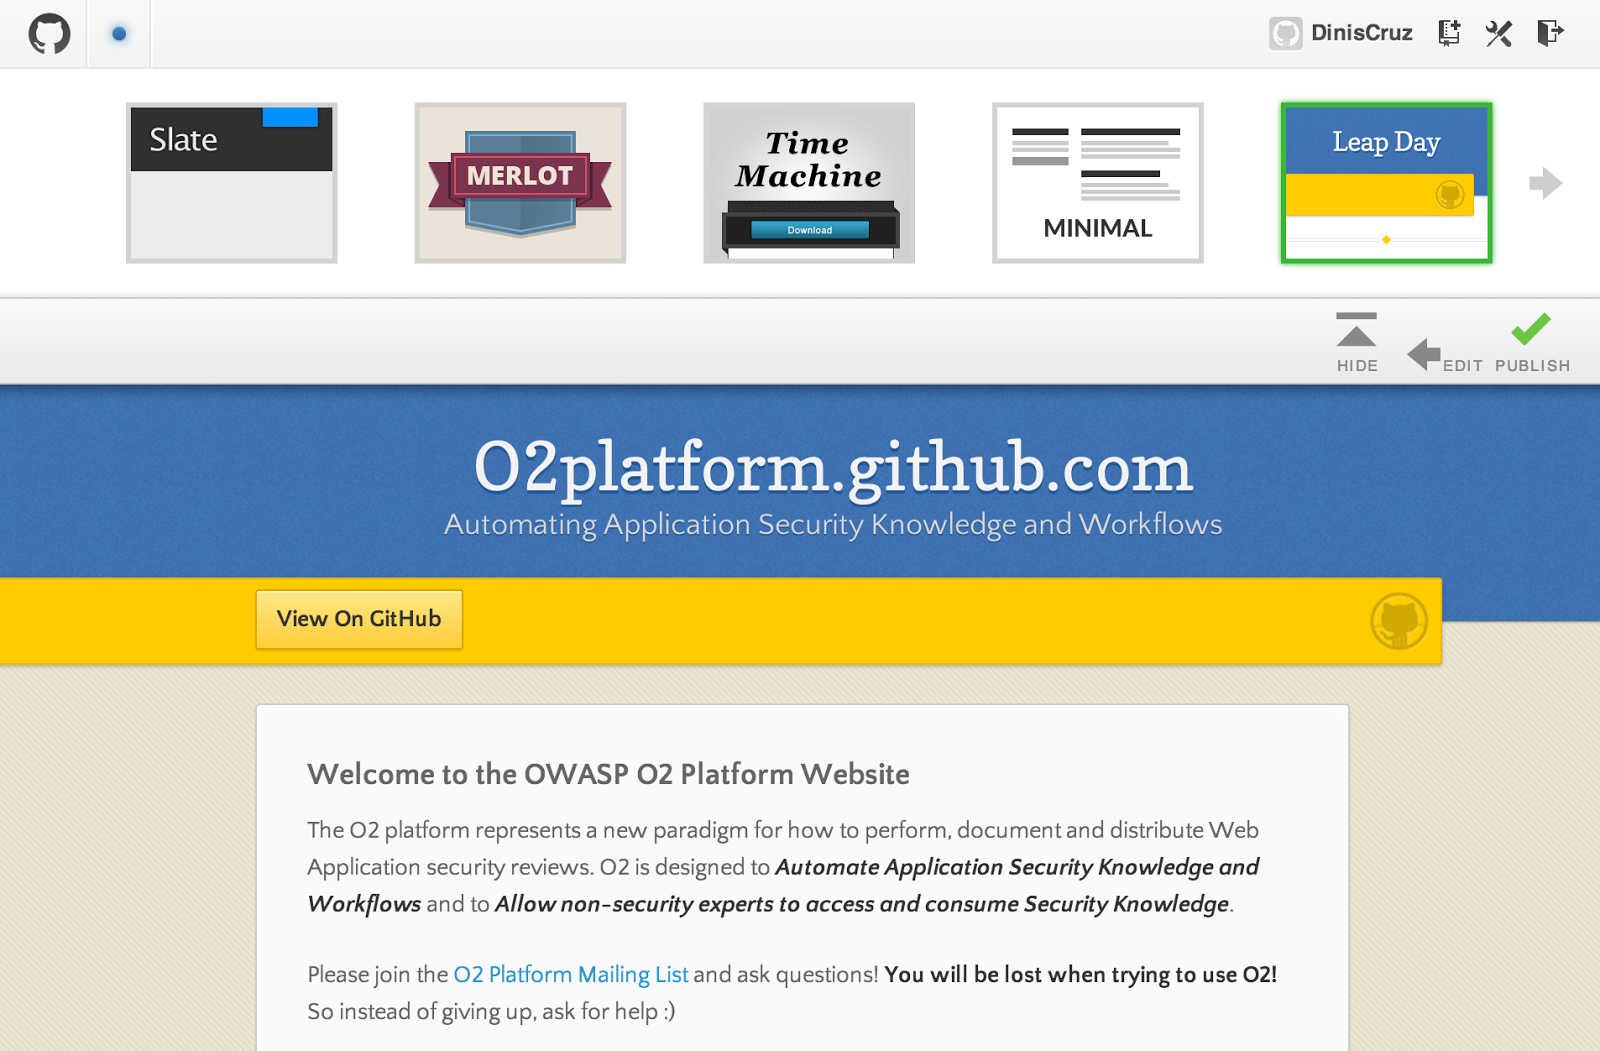 DinisCruz
Slate
MERLOT
Time
Machine
Download
MINIMAL
Leap Day
HIDE
EDIT
PUBLISH
O2platform.github.com
Automating Application Security Knowledge and Workflows
View On GitHub
Welcome to the OWASP O2 Platform Website
The O2 platform represents a new paradigm for how to perform, document and distribute Web
Application security reviews. O2 is designed to Automate Application Security Knowledge and
Workflows and to Allow non-security experts to access and consume Security Knowledge.
Please join the O2 Platform Mailing List and ask questions! You will be lost when trying to use O2!
So instead of giving up, ask for help :)